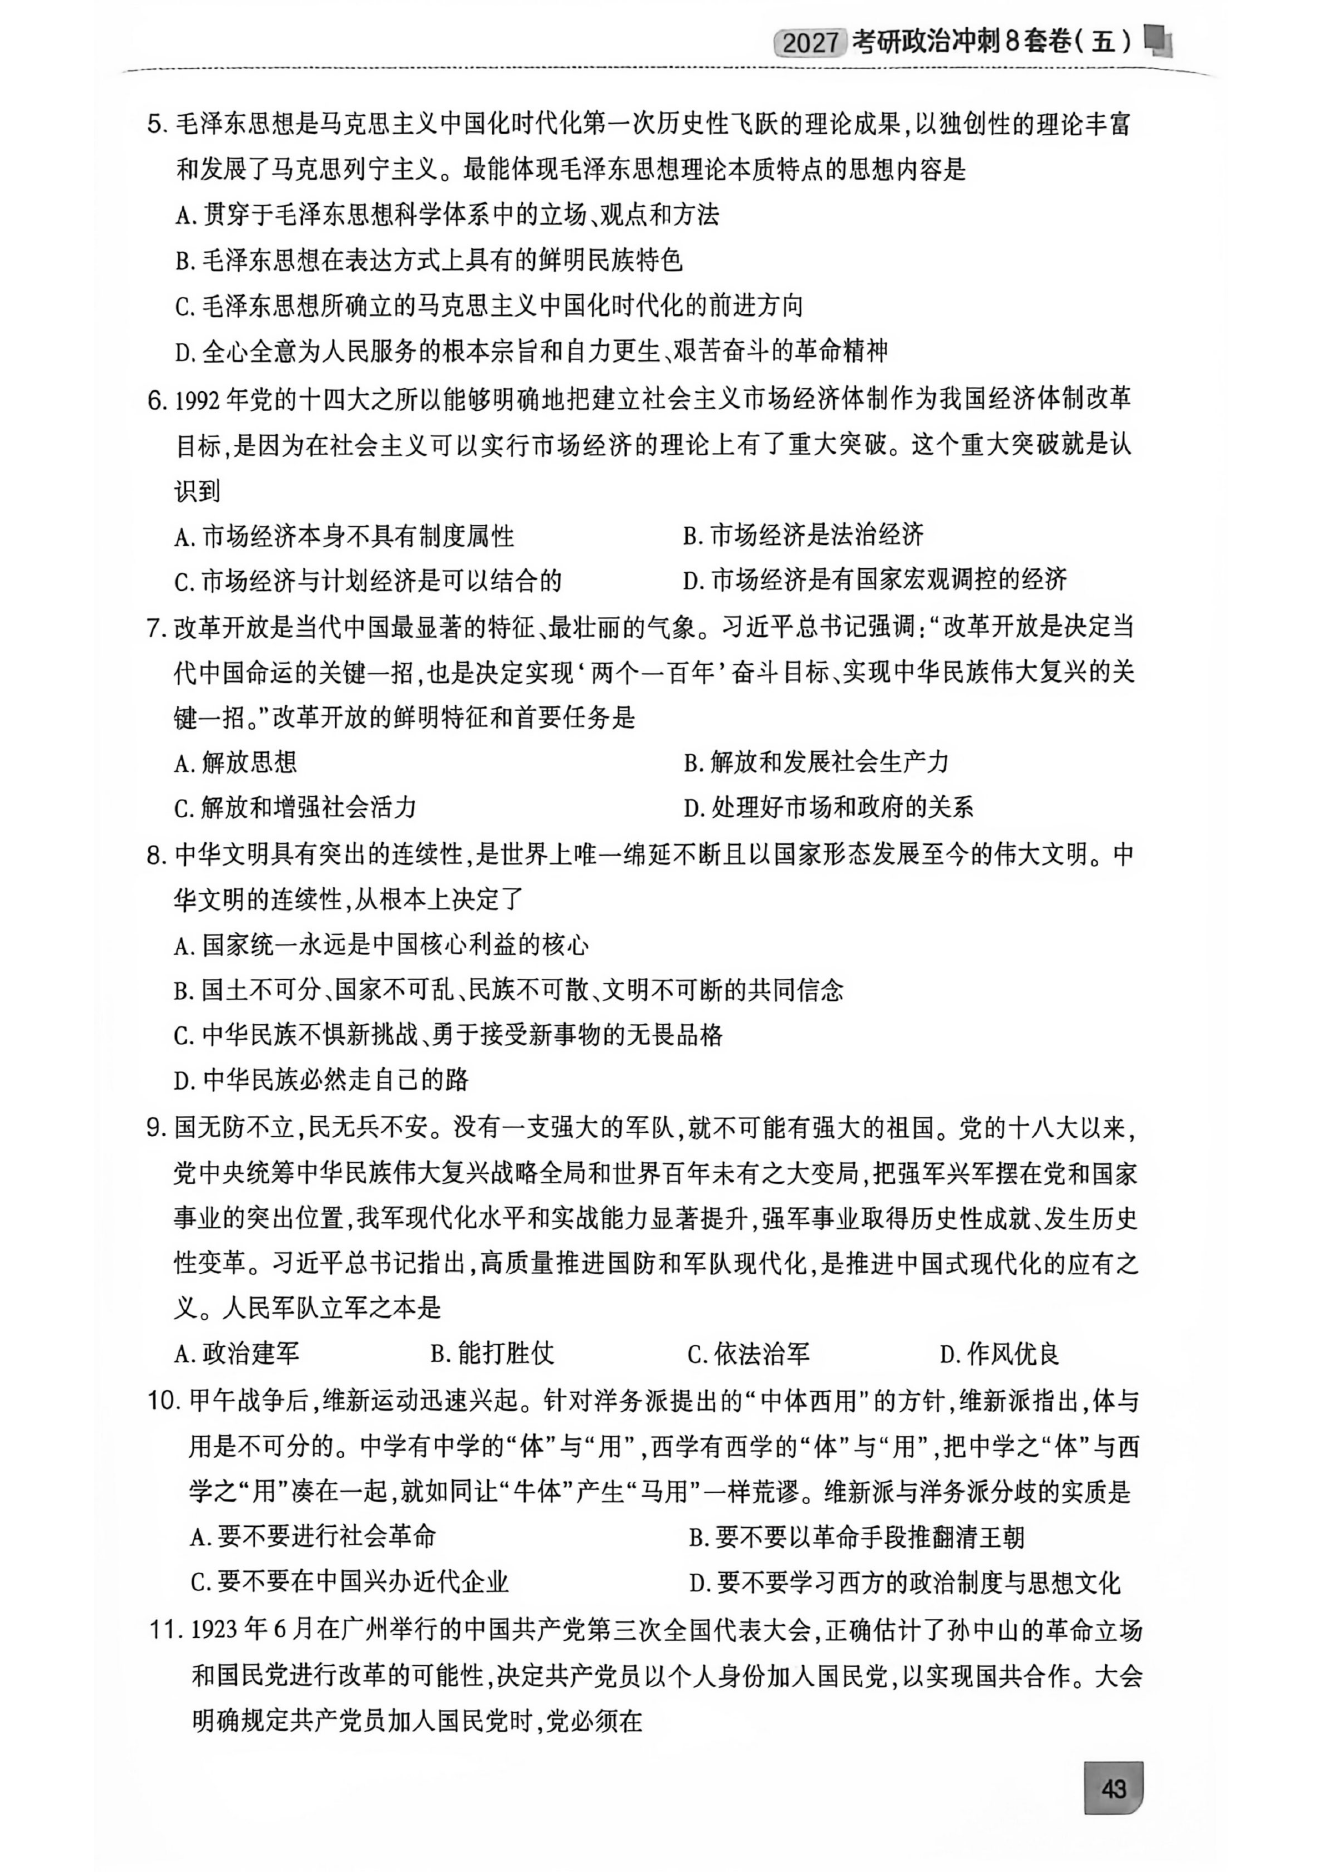 2027 考研政治冲刺8套卷(五)
5. 毛泽东思想是马克思主义中国化时代化第一次历史性飞跃的理论成果,以独创性的理论丰富
和发展了马克思列宁主义。最能体现毛泽东思想理论本质特点的思想内容是
A. 贯穿于毛泽东思想科学体系中的立场、观点和方法
B. 毛泽东思想在表达方式上具有的鲜明民族特色
C. 毛泽东思想所确立的马克思主义中国化时代化的前进方向
D. 全心全意为人民服务的根本宗旨和自力更生、艰苦奋斗的革命精神
6. 1992年党的十四大之所以能够明确地把建立社会主义市场经济体制作为我国经济体制改革
目标,是因为在社会主义可以实行市场经济的理论上有了重大突破。这个重大突破就是认
识到
A. 市场经济本身不具有制度属性 B. 市场经济是法治经济
C. 市场经济与计划经济是可以结合的 D. 市场经济是有国家宏观调控的经济
7. 改革开放是当代中国最显著的特征、最壮丽的气象。习近平总书记强调:“改革开放是决定当
代中国命运的关键一招,也是决定实现‘两个一百年’奋斗目标、实现中华民族伟大复兴的关
键一招。”改革开放的鲜明特征和首要任务是
A. 解放思想 B. 解放和发展社会生产力
C. 解放和增强社会活力 D. 处理好市场和政府的关系
8. 中华文明具有突出的连续性,是世界上唯一绵延不断且以国家形态发展至今的伟大文明。中
华文明的连续性,从根本上决定了
A. 国家统一永远是中国核心利益的核心
B. 国土不可分、国家不可乱、民族不可散、文明不可断的共同信念
C. 中华民族不惧新挑战、勇于接受新事物的无畏品格
D. 中华民族必然走自己的路
9. 国无防不立,民无兵不安。没有一支强大的军队,就不可能有强大的祖国。党的十八大以来,
党中央统筹中华民族伟大复兴战略全局和世界百年未有之大变局,把强军兴军摆在党和国家
事业的突出位置,我军现代化水平和实战能力显著提升,强军事业取得历史性成就、发生历史
性变革。习近平总书记指出,高质量推进国防和军队现代化,是推进中国式现代化的应有之
义。人民军队立军之本是
A. 政治建军 B. 能打胜仗 C. 依法治军 D. 作风优良
10. 甲午战争后,维新运动迅速兴起。针对洋务派提出的“中体西用”的方针,维新派指出,体与
用是不可分的。中学有中学的“体”与“用”,西学有西学的“体”与“用”,把中学之“体”与西
学之“用”凑在一起,就如同让“牛体”产生“马用”一样荒谬。维新派与洋务派分歧的实质是
A. 要不要进行社会革命 B. 要不要以革命手段推翻清王朝
C. 要不要在中国兴办近代企业 D. 要不要学习西方的政治制度与思想文化
11. 1923年6月在广州举行的中国共产党第三次全国代表大会,正确估计了孙中山的革命立场
和国民党进行改革的可能性,决定共产党员以个人身份加入国民党,以实现国共合作。大会
明确规定共产党员加入国民党时,党必须在
43